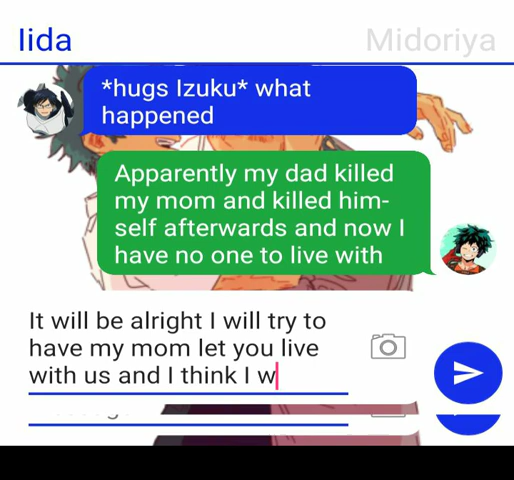 Iida
Midoriya
*hugs Izuku* what
happened
Apparently my dad killed
my mom and killed him-
self afterwards and now I
have no one to live with
It will be alright I will try to
have my mom let you live
with us and I think I w